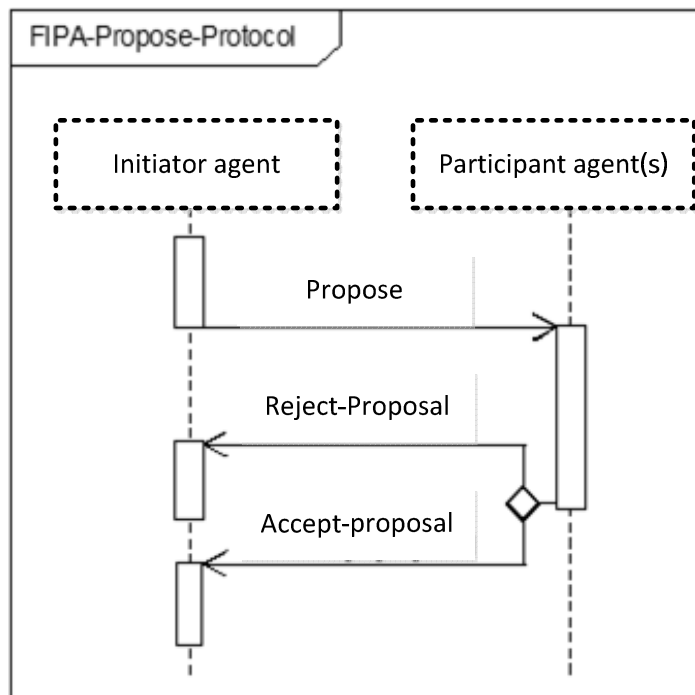 FIPA-Propose-Protocol
Initiator agent
Participant agent(s)
Propose
Reject-Proposal
Accept-proposal